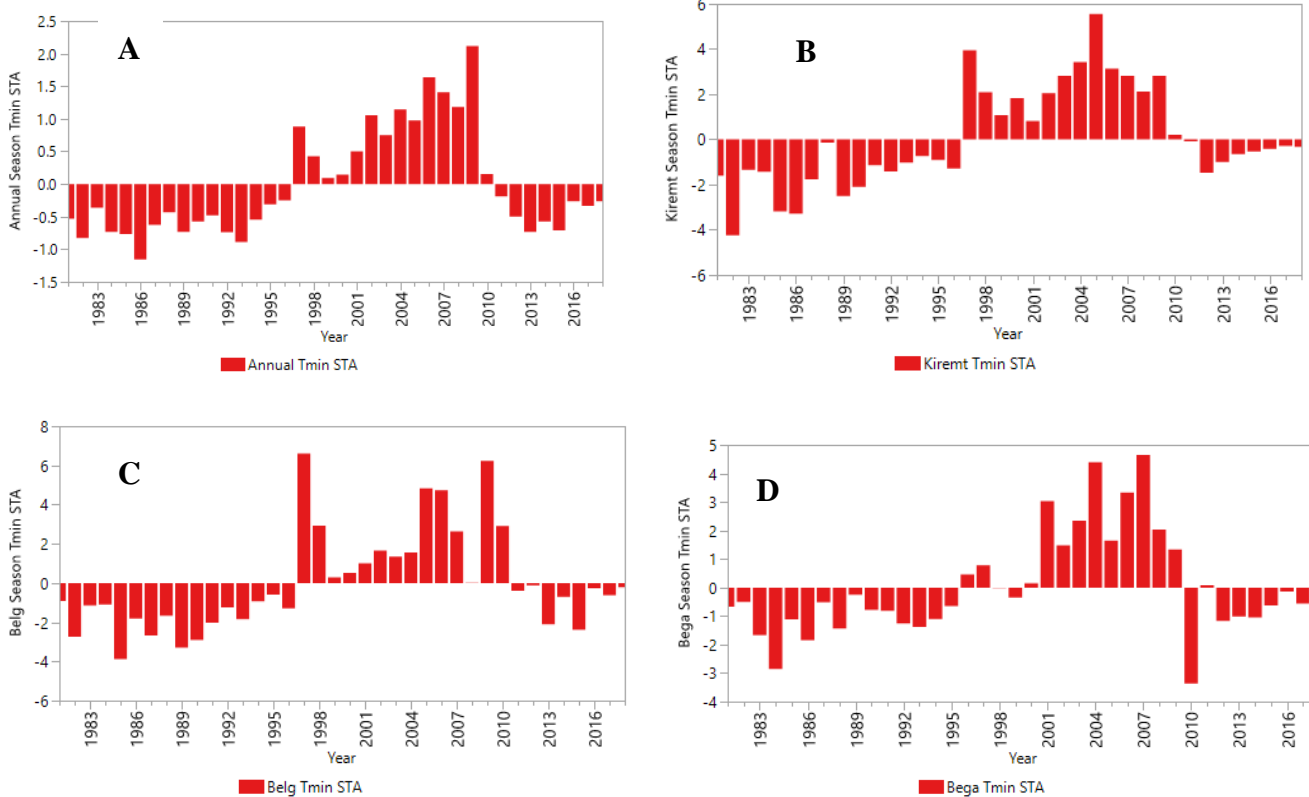 A
Annual Season Tmin STA
2.5
2.0
1.5
1.0
0.5
0.0
-0.5
-1.0
-1.5
1983 1986 1989 1992 1995 1998 2001 2004 2007 2010 2013 2016
Year
Annual Tmin STA
B
Kiremt Season Tmin STA
6
4
2
0
-2
-4
-6
1983 1986 1989 1992 1995 1998 2001 2004 2007 2010 2013 2016
Year
Kiremt Tmin STA
C
Belg Season Tmin STA
8
6
4
2
0
-2
-4
-6
1983 1986 1989 1992 1995 1998 2001 2004 2007 2010 2013 2016
Year
Belg Tmin STA
D
Bega Season Tmin STA
5
4
3
2
1
0
-1
-2
-3
-4
1983 1986 1989 1992 1995 1998 2001 2004 2007 2010 2013 2016
Year
Bega Tmin STA